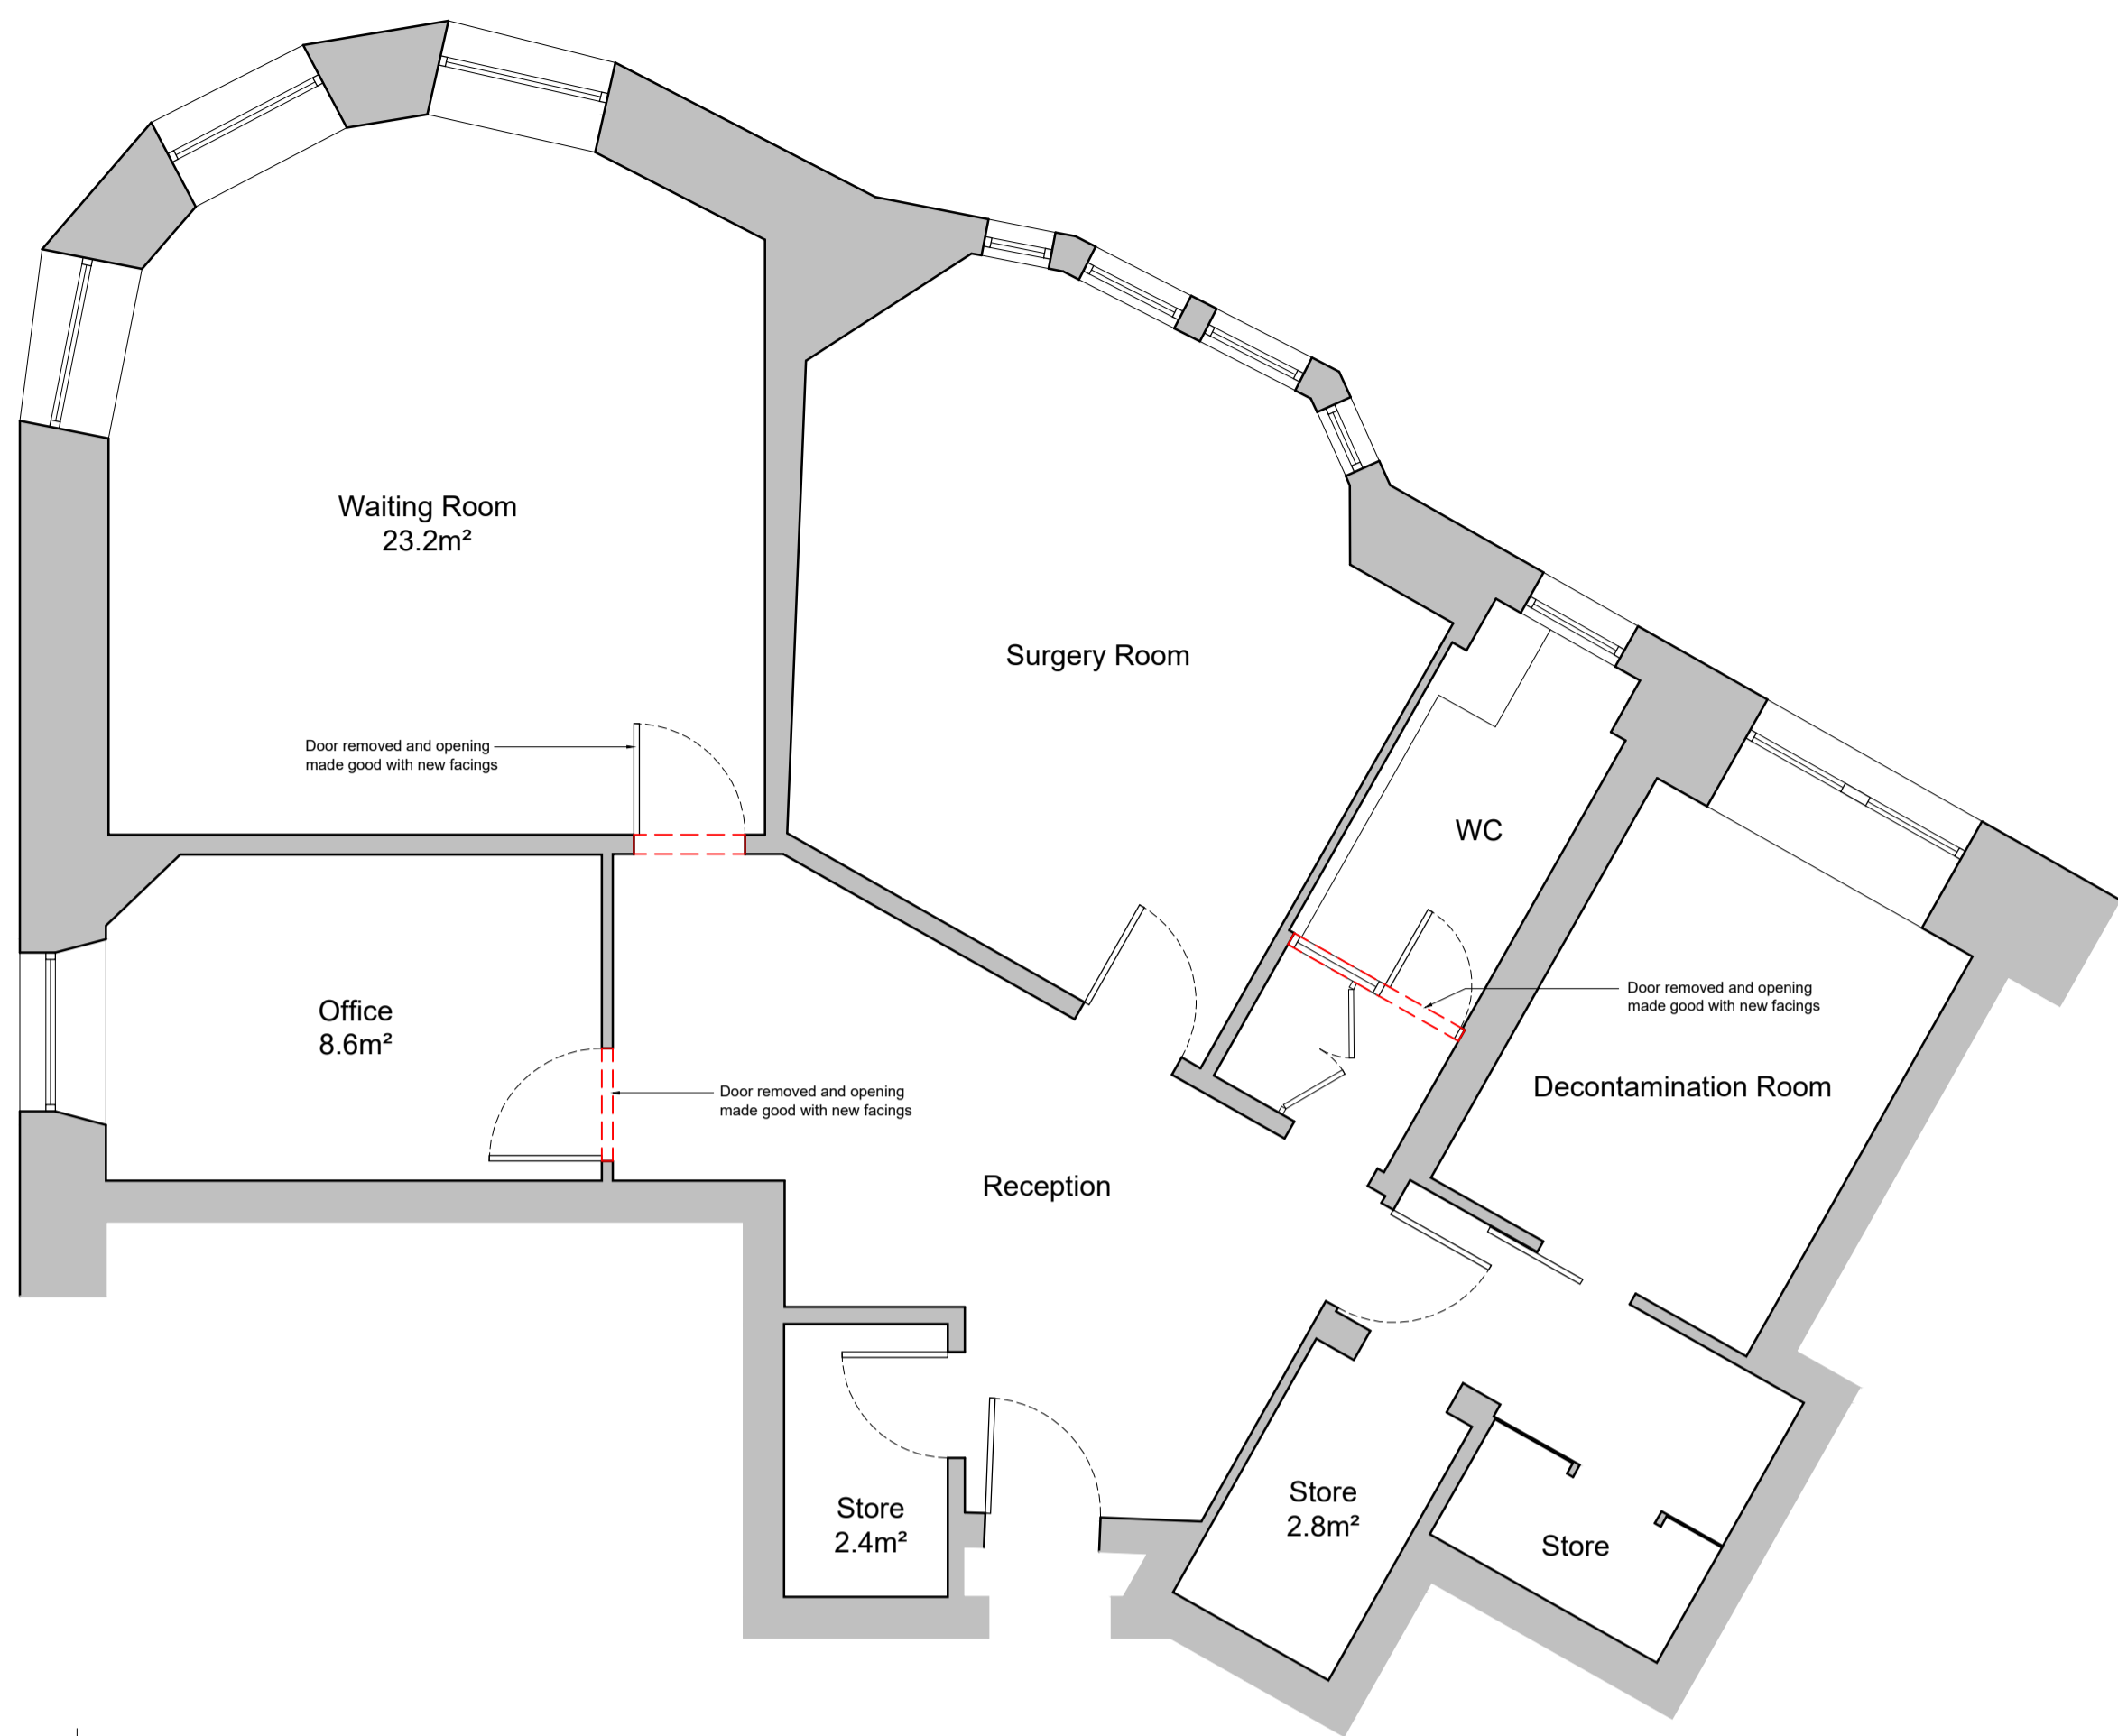 Waiting Room
23.2m²
Surgery Room
Door removed and opening
made good with new facings
WC
Office
8.6m²
Door removed and opening
made good with new facings
Door removed and opening
made good with new facings
Decontamination Room
Reception
Store
2.4m²
Store
2.8m²
Store